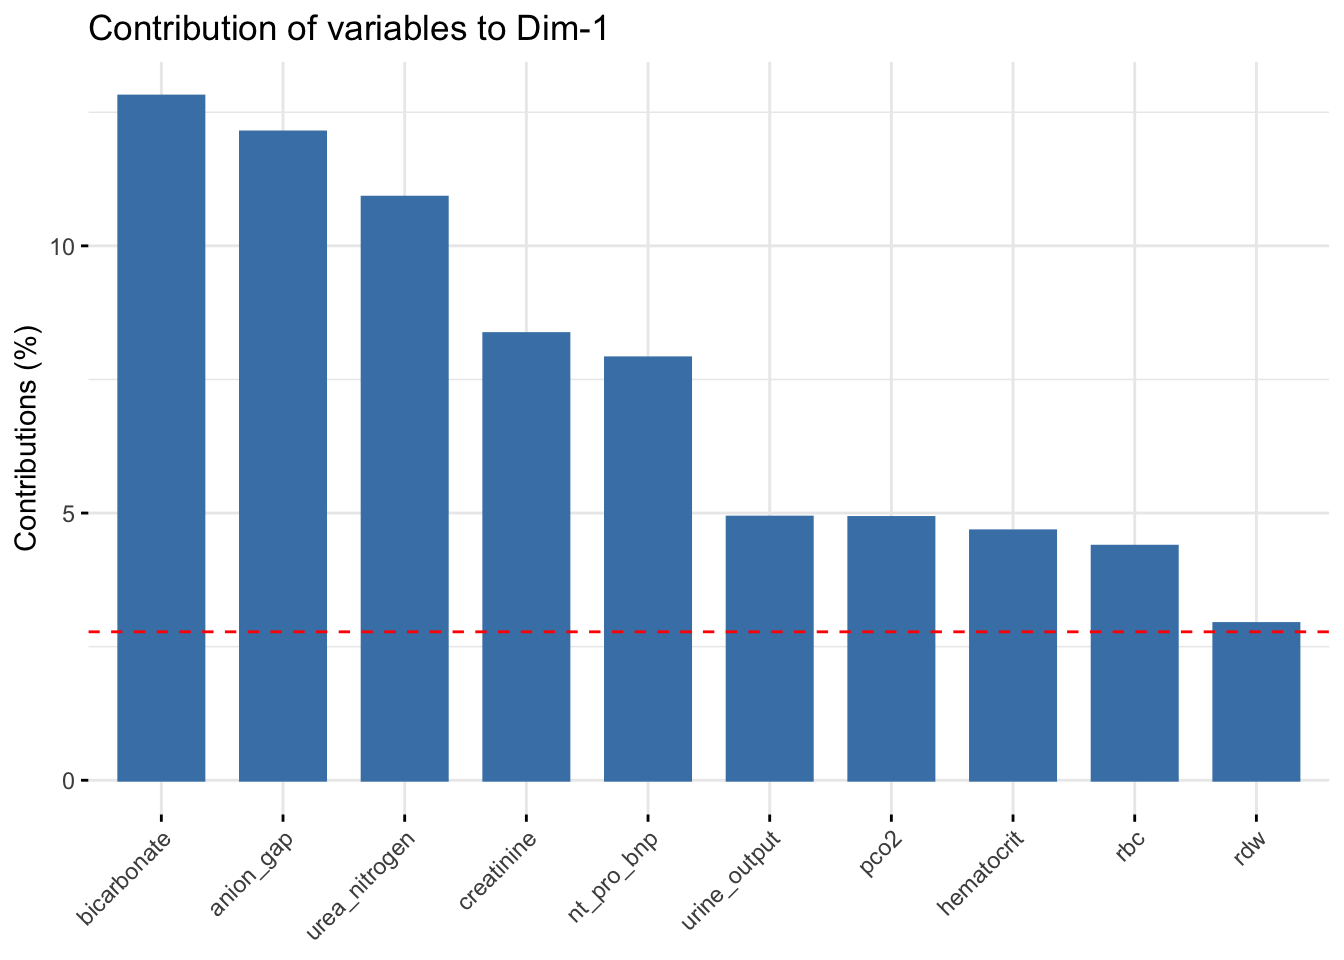 Contribution of variables to Dim-1
Contributions (%)
10
5
0
bicarbonate
anion_gap
urea_nitrogen
creatinine
nt_pro_bnp
urine_output
pco2
hematocrit
rbc
rdw